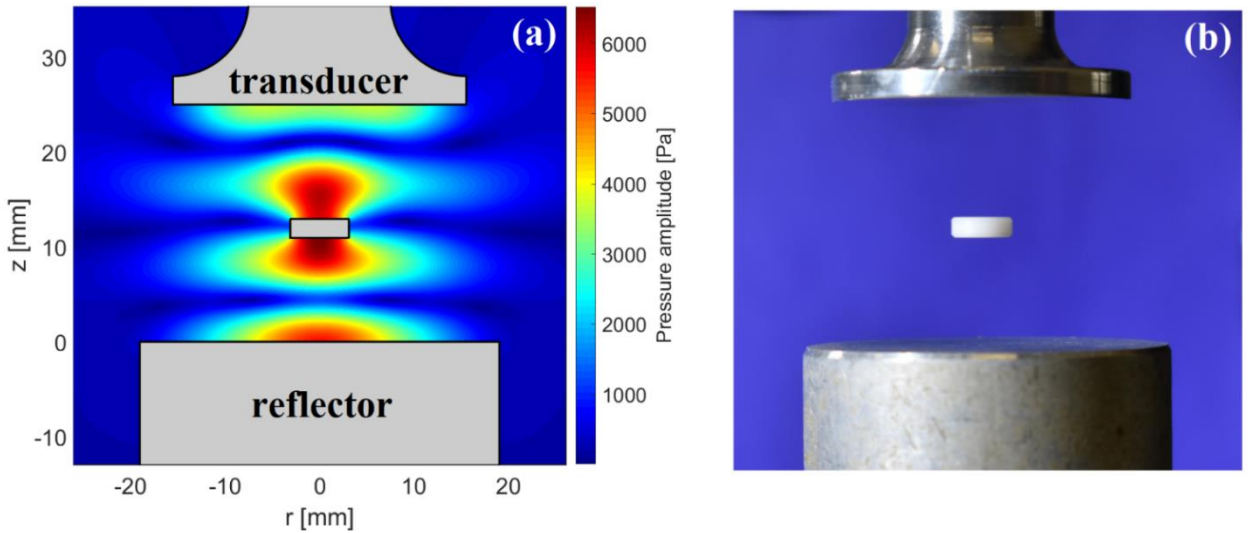 (a)
transducer
reflector
z [mm]
30
20
10
0
-10
-20
-10
0
10
20
r [mm]
6000
5000
4000
3000
2000
1000
Pressure amplitude [Pa]
(b)